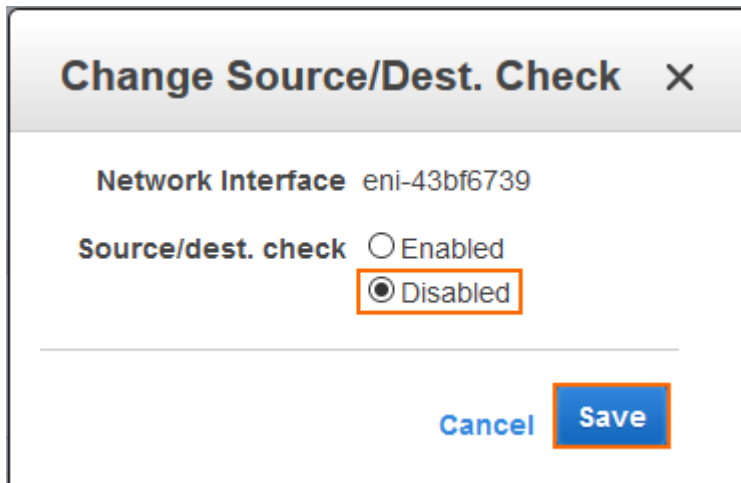 Change Source/Dest. Check ×
Network Interface eni-43bf6739
Source/dest. check Enabled
Disabled
Cancel Save